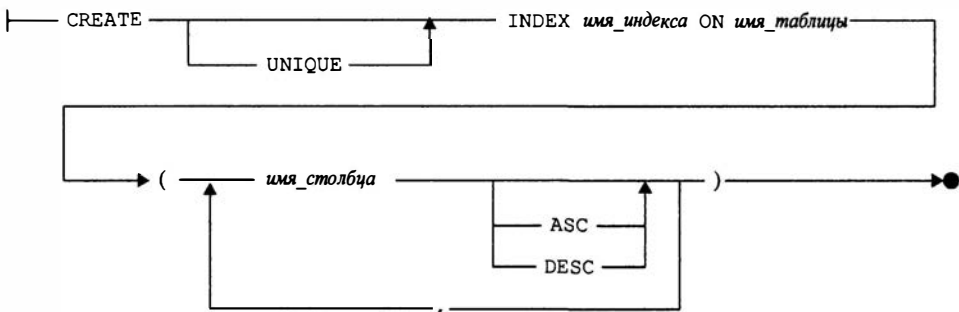 CREATE INDEX имя_индекса ON имя_таблицы
UNIQUE
( имя_столбца )
ASC
DESC
,